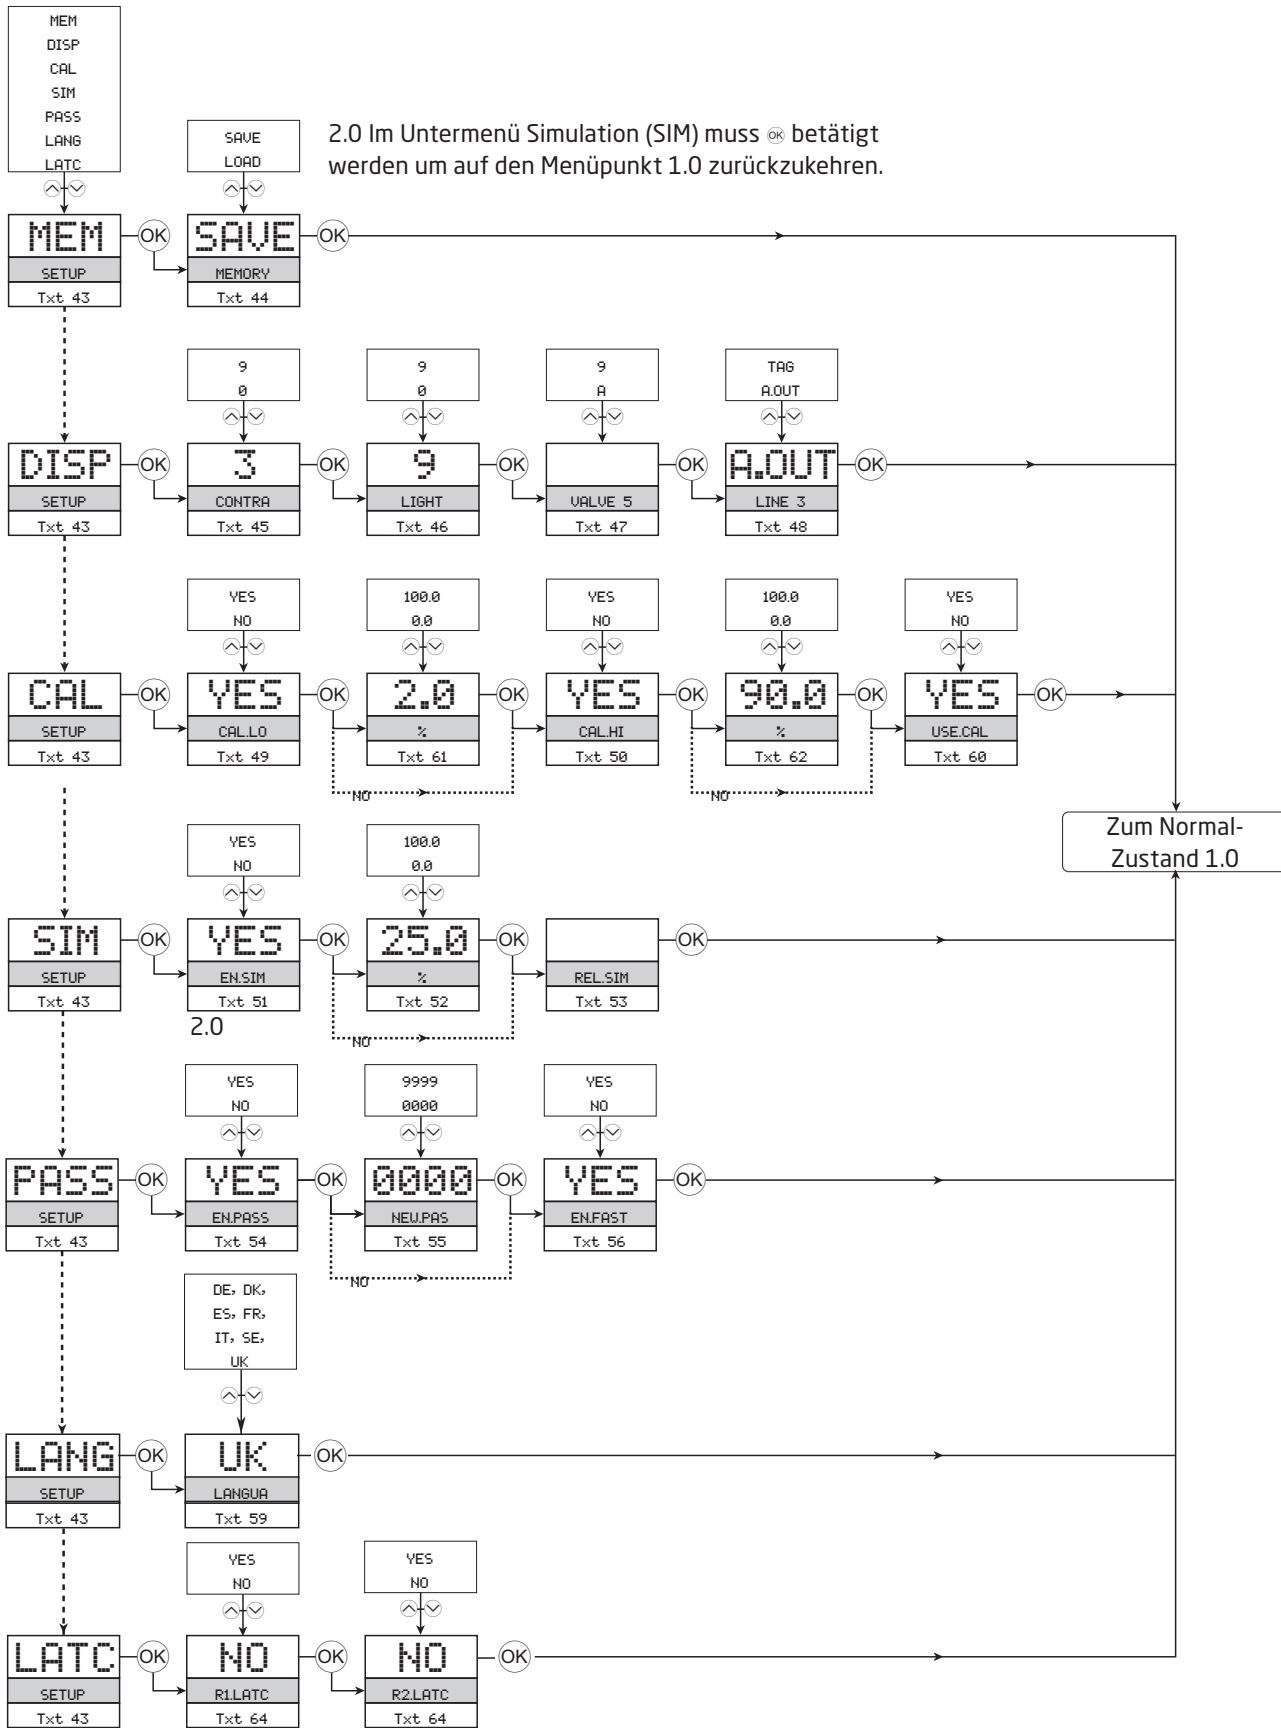 MEM
DISP
CAL
SIM
PASS
LANG
LATC
SAVE
LOAD
2.0 Im Untermenü Simulation (SIM) muss OK betätigt
werden um auf den Menüpunkt 1.0 zurückzukehren.
MEM OK SAVE OK
SETUP MEMORY
Txt 43 Txt 44
9 9 9 TAG
0 0 A A.OUT
DISP OK 3 OK 9 OK OK A.OUT OK
SETUP CONTRA LIGHT VALVE 5 LINE 3
Txt 43 Txt 45 Txt 46 Txt 47 Txt 48
YES 100.0 YES 100.0 YES
NO 0.0 NO 0.0 NO
CAL OK YES OK 2.0 OK YES OK 90.0 OK YES OK
SETUP CAL.LO % CAL.HI % USE.CAL
Txt 43 Txt 49 Txt 61 Txt 50 Txt 62 Txt 60
NO NO
Zum Normal-
Zustand 1.0
YES 100.0
NO 0.0
SIM OK YES OK 25.0 OK OK
SETUP EN.SIM % REL.SIM
Txt 43 Txt 51 Txt 52 Txt 53
2.0
NO
YES 9999 YES
NO 0000 NO
PASS OK YES OK 0000 OK YES OK
SETUP EN.PASS NEW.PAS EN.FAST
Txt 43 Txt 54 Txt 55 Txt 56
NO
DE, DK,
ES, FR,
IT, SE,
UK
LANG OK UK OK
SETUP LANGUA
Txt 43 Txt 59
YES YES
NO NO
LATC OK NO OK NO OK
SETUP R1.LATC R2.LATC
Txt 43 Txt 64 Txt 64